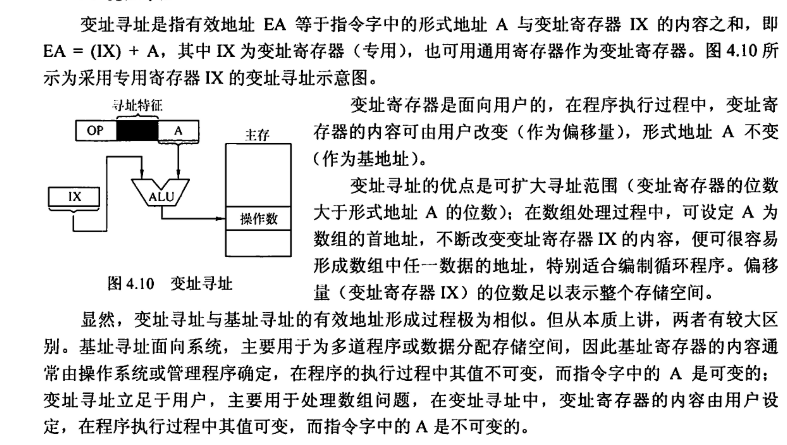 变址寻址是指有效地址 EA 等于指令字中的形式地址 A 与变址寄存器 IX 的内容之和，即
EA = (IX) + A，其中 IX 为变址寄存器（专用），也可用通用寄存器作为变址寄存器。图 4.10 所
示为采用专用寄存器 IX 的变址寻址示意图。
寻址特征
OP
A
主存
IX
ALU
操作数
图 4.10 变址寻址
变址寄存器是面向用户的，在程序执行过程中，变址寄
存器的内容可由用户改变（作为偏移量），形式地址 A 不变
（作为基地址）。
变址寻址的优点是可扩大寻址范围（变址寄存器的位数
大于形式地址 A 的位数）；在数组处理过程中，可设定 A 为
数组的首地址，不断改变变址寄存器 IX 的内容，便可很容易
形成数组中任一数据的地址，特别适合编制循环程序。偏移
量（变址寄存器 IX）的位数足以表示整个存储空间。
显然，变址寻址与基址寻址的有效地址形成过程极为相似。但从本质上讲，两者有较大区
别。基址寻址面向系统，主要用于为多道程序或数据分配存储空间，因此基址寄存器的内容通
常由操作系统或管理程序确定，在程序的执行过程中其值不可变，而指令字中的 A 是可变的；
变址寻址立足于用户，主要用于处理数组问题，在变址寻址中，变址寄存器的内容由用户设
定，在程序执行过程中其值可变，而指令字中的 A 是不可变的。